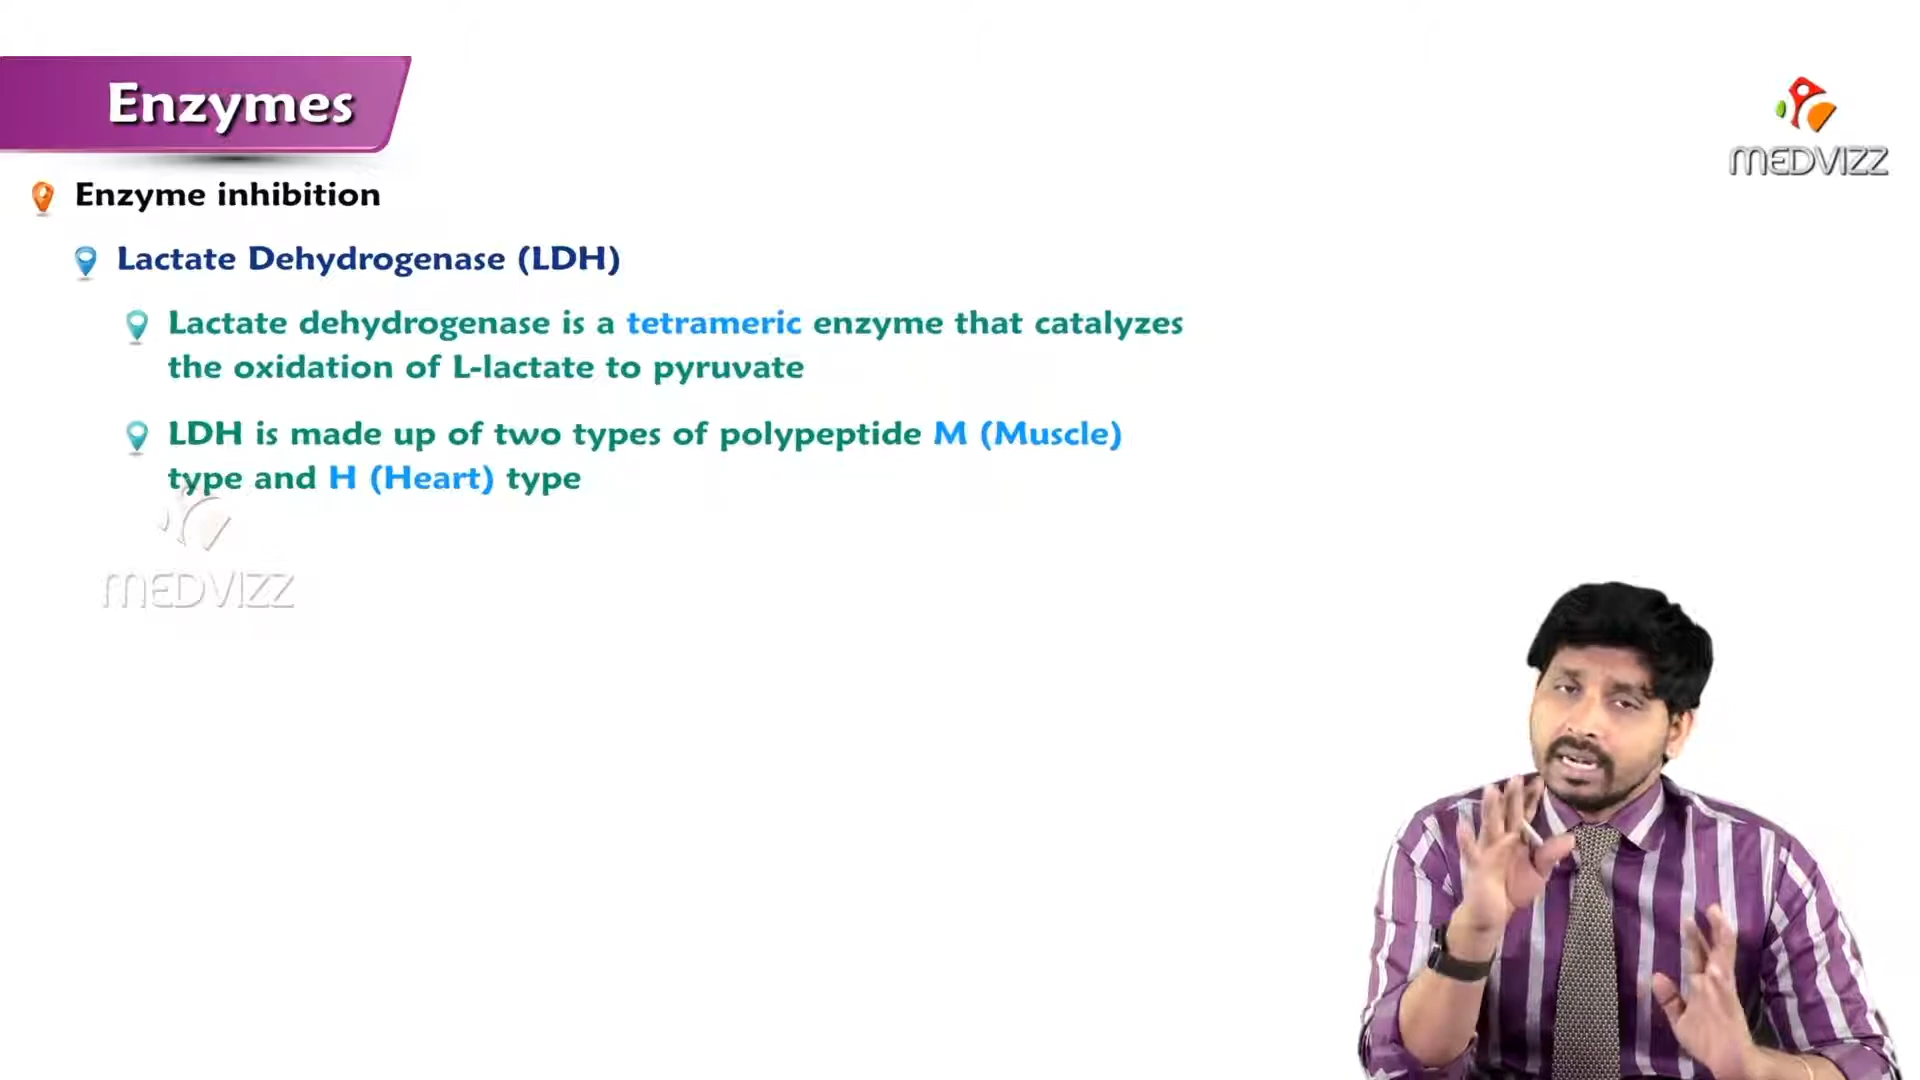 Enzymes
MEDVIZZ
Enzyme inhibition
Lactate Dehydrogenase (LDH)
Lactate dehydrogenase is a tetrameric enzyme that catalyzes
the oxidation of L-lactate to pyruvate
LDH is made up of two types of polypeptide M (Muscle)
type and H (Heart) type
MEDVIZZ